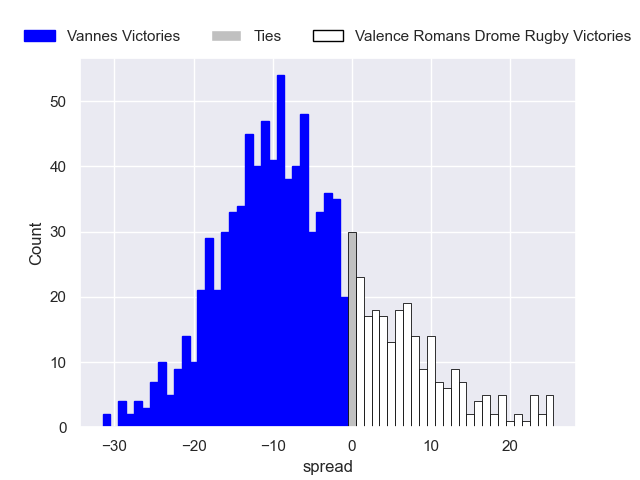 Vannes Victories Ties Valence Romans Drome Rugby Victories
50
40
30
20
10
0
Count
−30 −20 −10 0 10 20
spread